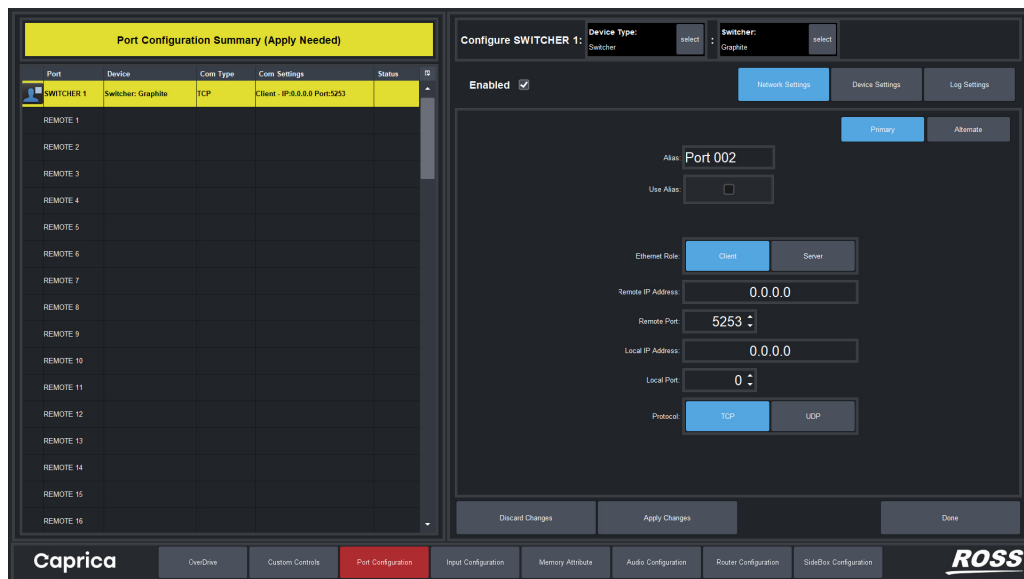 Port Configuration Summary (Apply Needed)
Port Device Com Type Com Settings Status
SWITCHER 1 Switcher: Graphite TCP Client - IP:0.0.0.0 Port:5253
REMOTE 1
REMOTE 2
REMOTE 3
REMOTE 4
REMOTE 5
REMOTE 6
REMOTE 7
REMOTE 8
REMOTE 9
REMOTE 10
REMOTE 11
REMOTE 12
REMOTE 13
REMOTE 14
REMOTE 15
REMOTE 16
Configure SWITCHER 1:
Device Type:
Switcher
select
:
Switcher:
Graphite
select
Enabled
Network Settings Device Settings Log Settings
Primary Alternate
Alias: Port 002
Use Alias:
Ethernet Role: Client Server
Remote IP Address: 0.0.0.0
Remote Port: 5253
Local IP Address: 0.0.0.0
Local Port: 0
Protocol: TCP UDP
Discard Changes Apply Changes Done
Caprica OverDrive Custom Controls Port Configuration Input Configuration Memory Attribute Audio Configuration Router Configuration SideBox Configuration ROSS